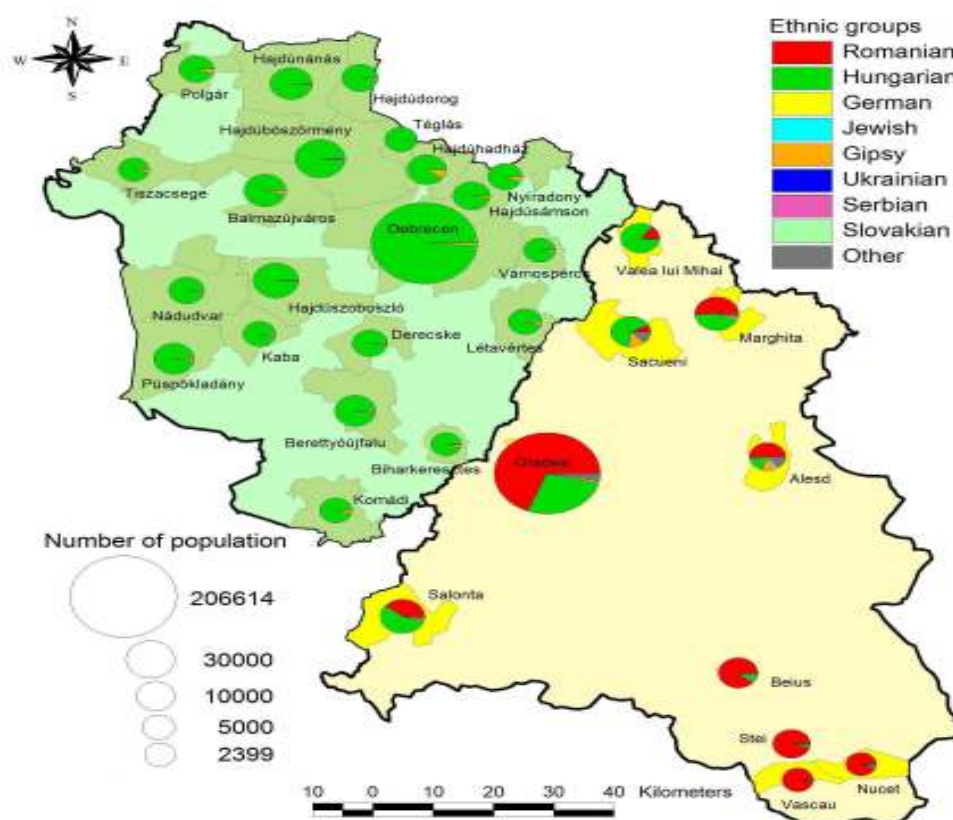 N
W E
S
Ethnic groups
Romanian
Hungarian
German
Jewish
Gipsy
Ukrainian
Serbian
Slovakian
Other
Polgár
Hajdúnánás
Hajdúdorog
Hajdúböszörmény
Téglás
Hajdúhadház
Tiszacsege
Balmazújváros
Nyiradony
Hajdúsámson
Debrecen
Vámospércs
Valea lui Mihai
Nádudvar
Hajdúszoboszló
Kaba
Derecske
Létavértes
Marghita
Sacueni
Püspökladány
Berettyóújfalu
Biharkeresztes
Oradea
Alesd
Komádi
Number of population
206614
30000
10000
5000
2399
Salonta
Beius
Stei
Nucet
Vascau
10 0 10 20 30 40 Kilometers